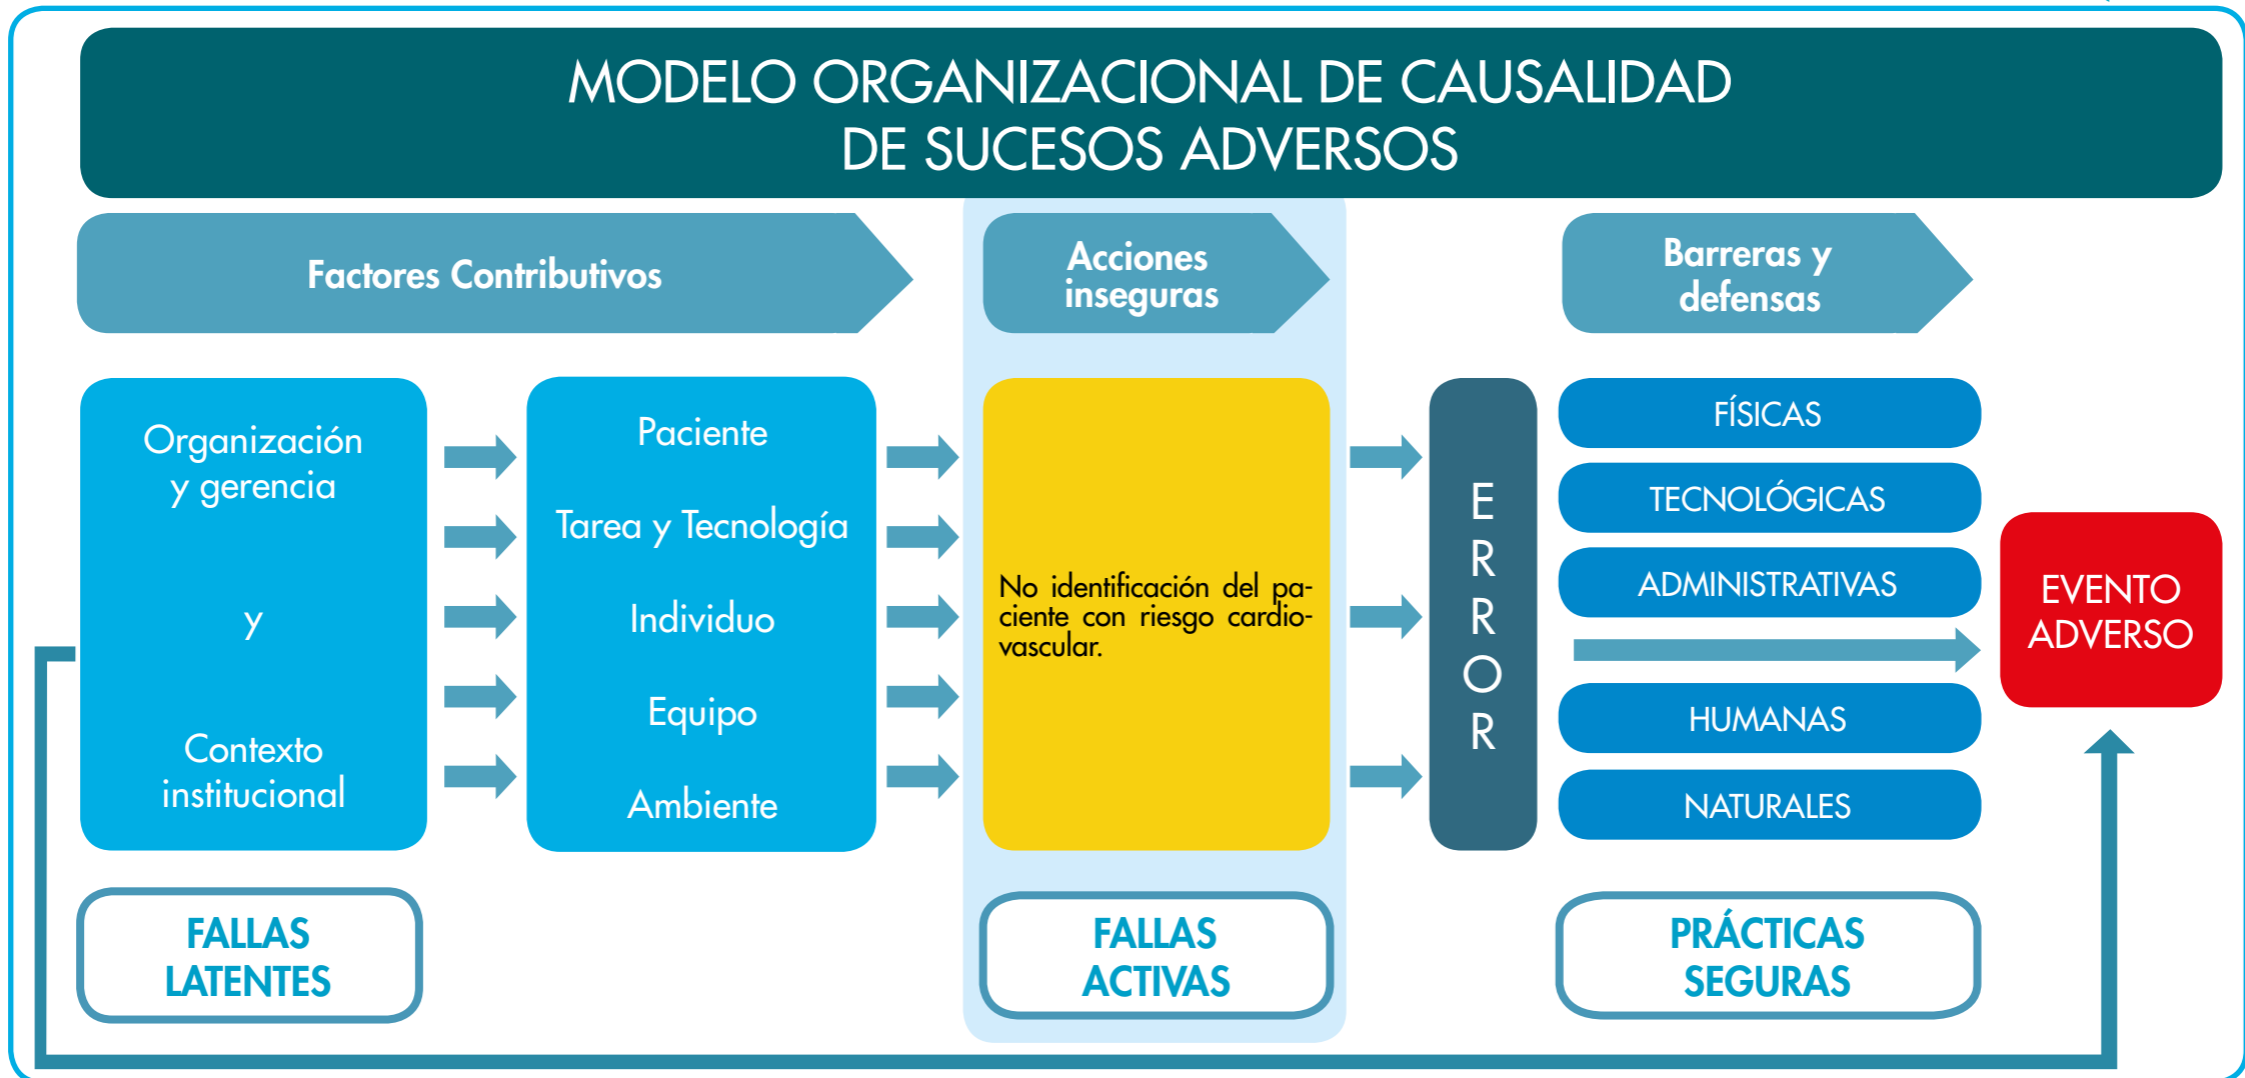 MODELO ORGANIZACIONAL DE CAUSALIDAD
DE SUCESOS ADVERSOS
Factores Contributivos
Acciones
inseguras
Barreras y
defensas
Organización
y gerencia
y
Contexto
institucional
Paciente
Tarea y Tecnología
Individuo
Equipo
Ambiente
No identificación del pa-
ciente con riesgo cardio-
vascular.
E
R
R
O
R
FÍSICAS
TECNOLÓGICAS
ADMINISTRATIVAS
HUMANAS
NATURALES
EVENTO
ADVERSO
FALLAS
LATENTES
FALLAS
ACTIVAS
PRÁCTICAS
SEGURAS